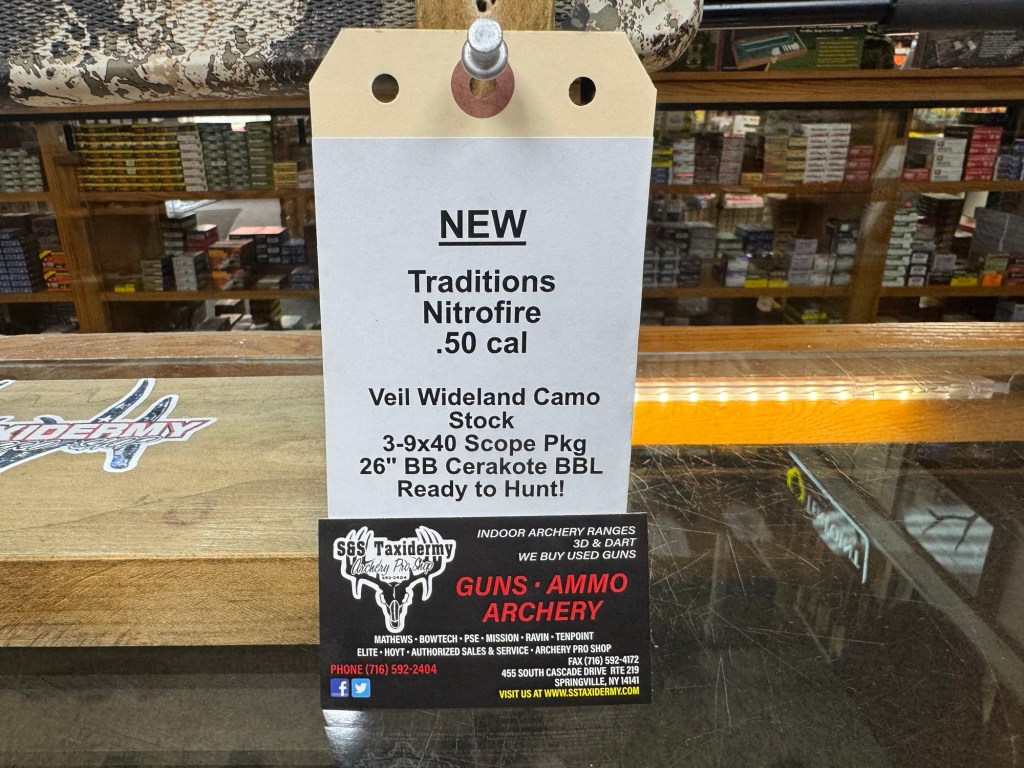 NEW
Traditions
Nitrofire
.50 cal
Veil Wideland Camo
Stock
3-9x40 Scope Pkg
26" BB Cerakote BBL
Ready to Hunt!
XIDERMY
S&S Taxidermy
Archery Pro Shop
592-2404
INDOOR ARCHERY RANGES
3D & DART
WE BUY USED GUNS
GUNS · AMMO
ARCHERY
MATHEWS · BOWTECH · PSE · MISSION · RAVIN · TENPOINT
ELITE · HOYT · AUTHORIZED SALES & SERVICE · ARCHERY PRO SHOP
PHONE (716) 592-2404
FAX (716) 592-4172
455 SOUTH CASCADE DRIVE RTE 219
SPRINGVILLE, NY 14141
VISIT US AT WWW.SSTAXIDERMY.COM